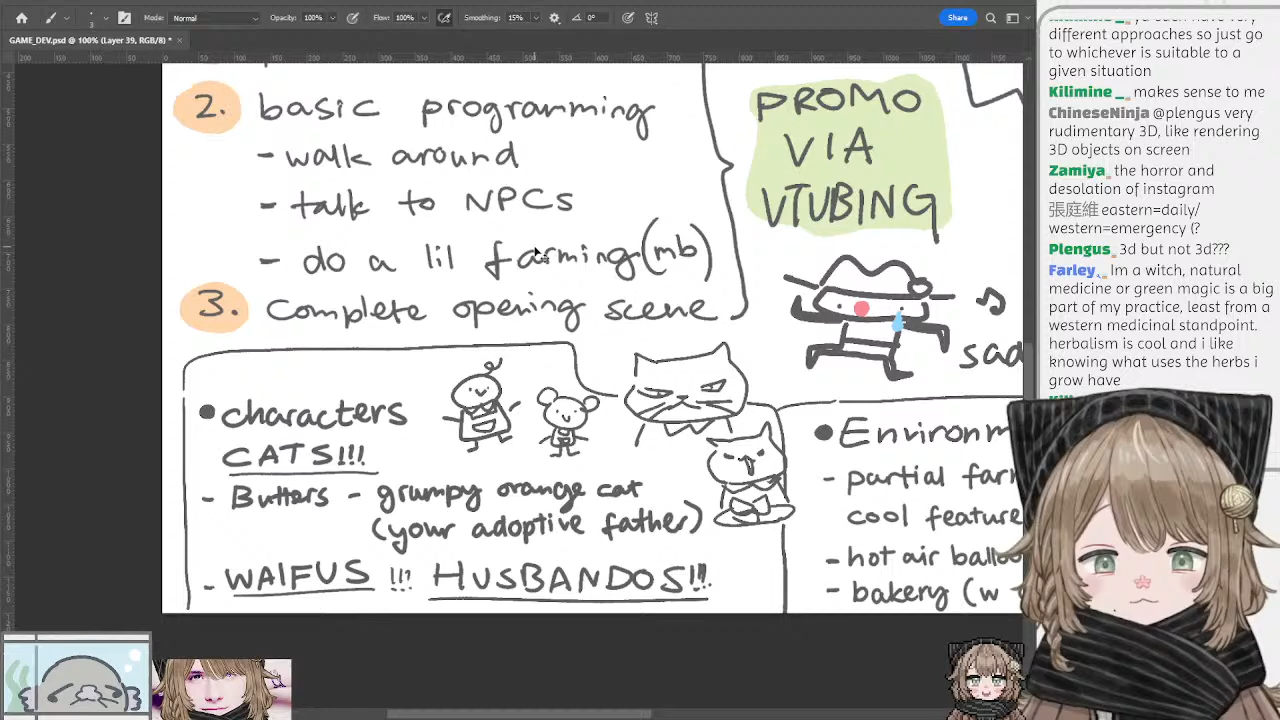 Mode:
Normal
Opacity:
100%
Flow:
100%
Smoothing:
15%
0°
Share
GAME_DEV.psd @ 100% (Layer 39, RGB/8) *
2. basic programming
- walk around
- talk to NPCs
- do a lil farming (mb)
3. complete opening scene
PROMO
VIA
VTUBING
sad
• characters
CATS!!!
- Butters - grumpy orange cat
(your adoptive father)
- WAIFUS !!! HUSBANDOS!!!
• Environm
- partial far
cool feature
- hot air ballo
- bakery (w
different approaches so just go
to whichever is suitable to a
given situation
Kilimine _ makes sense to me
ChineseNinja @plengus very
rudimentary 3D, like rendering
3D objects on screen
Zamiya_ the horror and
desolation of instagram
張庭維 eastern=daily/
western=emergency (?
Plengus 3d but not 3d???
Farley_ Im a witch, natural
medicine or green magic is a big
part of my practice, least from a
western medicinal standpoint.
herbalism is cool and i like
knowing what uses the herbs i
grow have